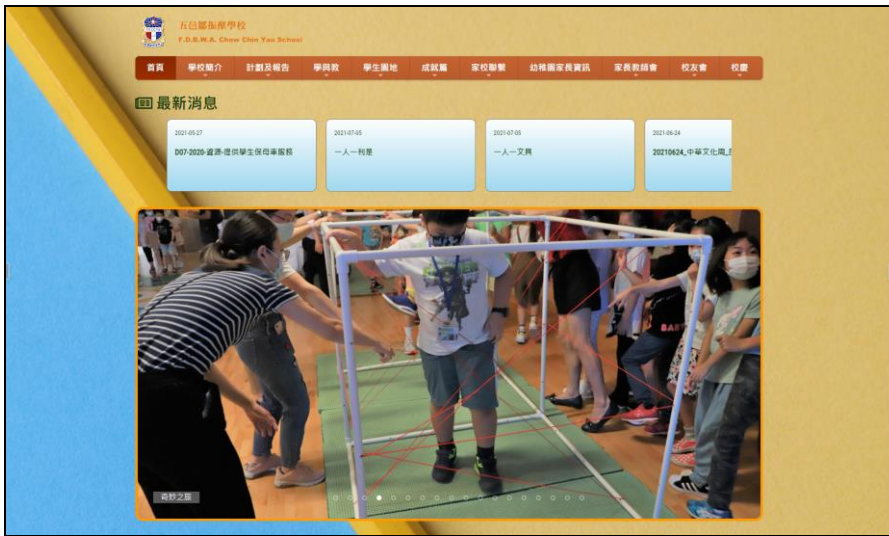 五邑鄒振猷學校
F.D.B.W.A. Chow Chin Yau School
首頁 學校簡介 計劃及報告 學與教 學生園地 成就篇 家校聯繫 幼稚園家長資訊 家長教師會 校友會 校慶
最新消息
2021-05-27
D07-2020-資源-提供學生保母車服務
2021-07-05
一人一利是
2021-07-05
一人一文具
2021-06-24
20210624_中華文化周_
奇妙之旅